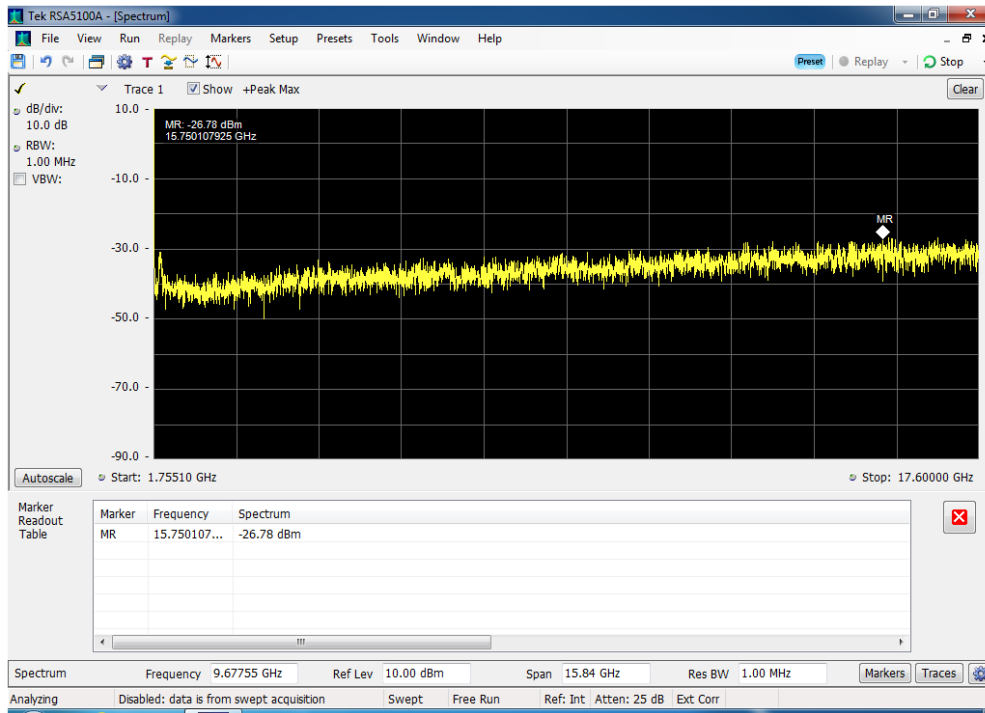 Tek RSA5100A - [Spectrum]
File View Run Replay Markers Setup Presets Tools Window Help
T Preset Replay Stop
Trace 1 Show +Peak Max Clear
dB/div:
10.0 dB
RBW:
1.00 MHz
VBW:
10.0 -
MR: -26.78 dBm
15.750107925 GHz
-10.0 -
MR
-30.0 -
-50.0 -
-70.0 -
-90.0 -
Autoscale Start: 1.75510 GHz Stop: 17.60000 GHz
Marker
Readout
Table
Marker Frequency Spectrum
MR 15.750107... -26.78 dBm
Spectrum Frequency 9.67755 GHz Ref Lev 10.00 dBm Span 15.84 GHz Res BW 1.00 MHz Markers Traces
Analyzing Disabled: data is from swept acquisition Swept Free Run Ref: Int Atten: 25 dB Ext Corr